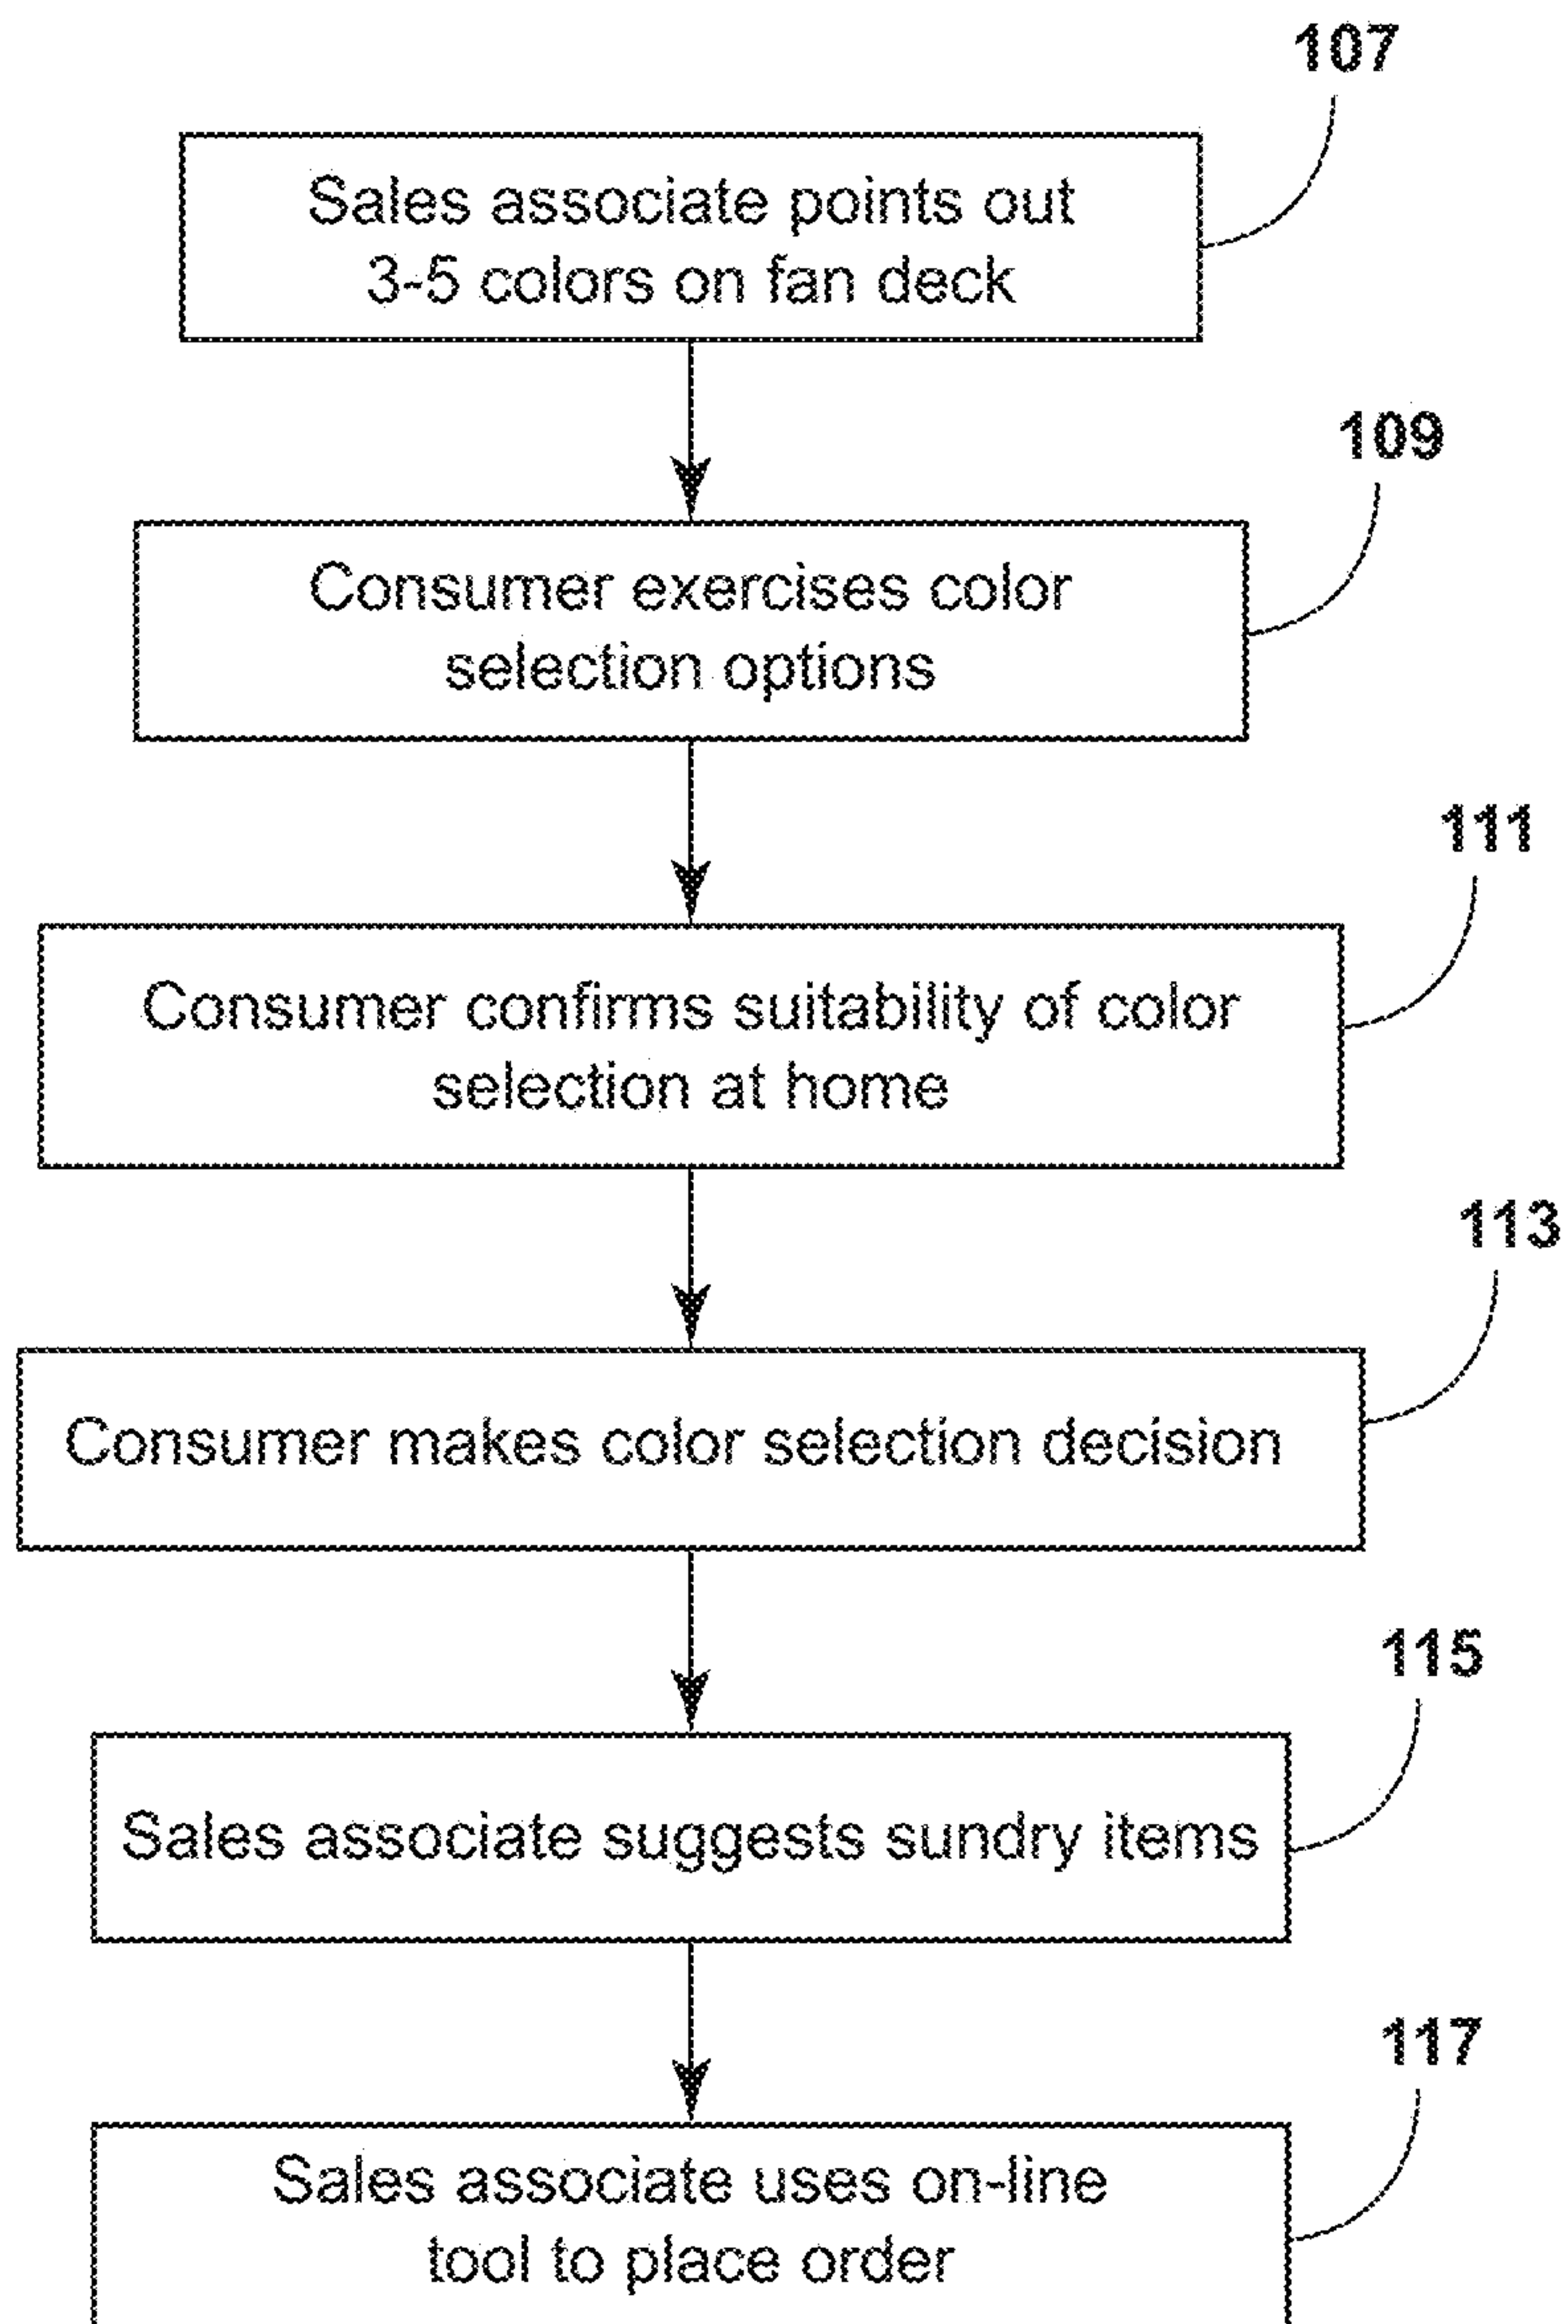 107
Sales associate points out
3-5 colors on fan deck
109
Consumer exercises color
selection options
111
Consumer confirms suitability of color
selection at home
113
Consumer makes color selection decision
115
Sales associate suggests sundry items
117
Sales associate uses on-line
tool to place order